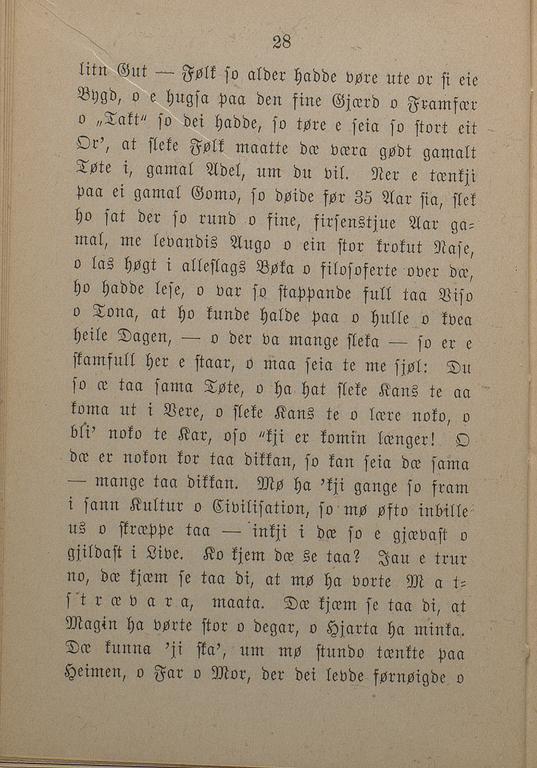 28
litn Gut — Følk so alder hadde vøre ute or si eie
Bygd, o e hugsa paa den fine Gjærd o Framfær
o „Takt“ so dei hadde, so tøre e seia so stort eit
Or’, at sleke Følk maatte dæ væra gødt gamalt
Tøte i, gamal Adel, um du vil. Ner e tænkji
paa ei gamal Gomo, so døide før 35 Aar sia, slek
ho sat der so rund o fine, firsenstjue Aar ga-
mal, me levandis Augo o ein stor krokut Nase,
o las høgt i alleslags Bøka o filosoferte over dæ,
ho hadde lese, o var so stappande full taa Viso
o Tona, at ho kunde halde paa o hulle o kvea
heile Dagen, — o der va mange sleka — so er e
skamfull her e staar, o maa seia te me sjøl: Du
so æ taa sama Tøte, o ha hat sleke Kans te aa
koma ut i Vere, o sleke Kans te o lære noko, o
bli’ noko te Kar, oso “kji er komin længer! O
dæ er nokon kor taa dikkan, so kan seia dæ sama
— mange taa dikkan. Mø ha ’kji gange so fram
i sann Kultur o Civilisation, so mø øfto inbille
us o skræppe taa — inkji i dæ so e gjævast o
gjildast i Live. Ko kjem dæ se taa? Jau e trur
no, dæ kjæm se taa di, at mø ha vorte Mat-
strævara, maata. Dæ kjæm se taa di, at
Magin ha vørte stor o degar, o Hjarta ha minka.
Dæ kunna ’ji ska’, um mø stundo tænkte paa
Heimen, o Far o Mor, der dei levde førnøigde o